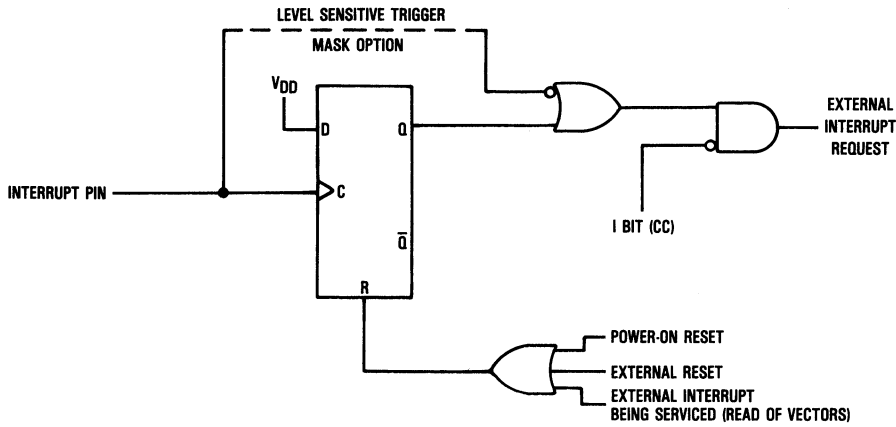 LEVEL SENSITIVE TRIGGER
MASK OPTION
VDD
D
Q
EXTERNAL
INTERRUPT
REQUEST
INTERRUPT PIN
C
I BIT (CC)
Q̅
R
POWER-ON RESET
EXTERNAL RESET
EXTERNAL INTERRUPT
BEING SERVICED (READ OF VECTORS)